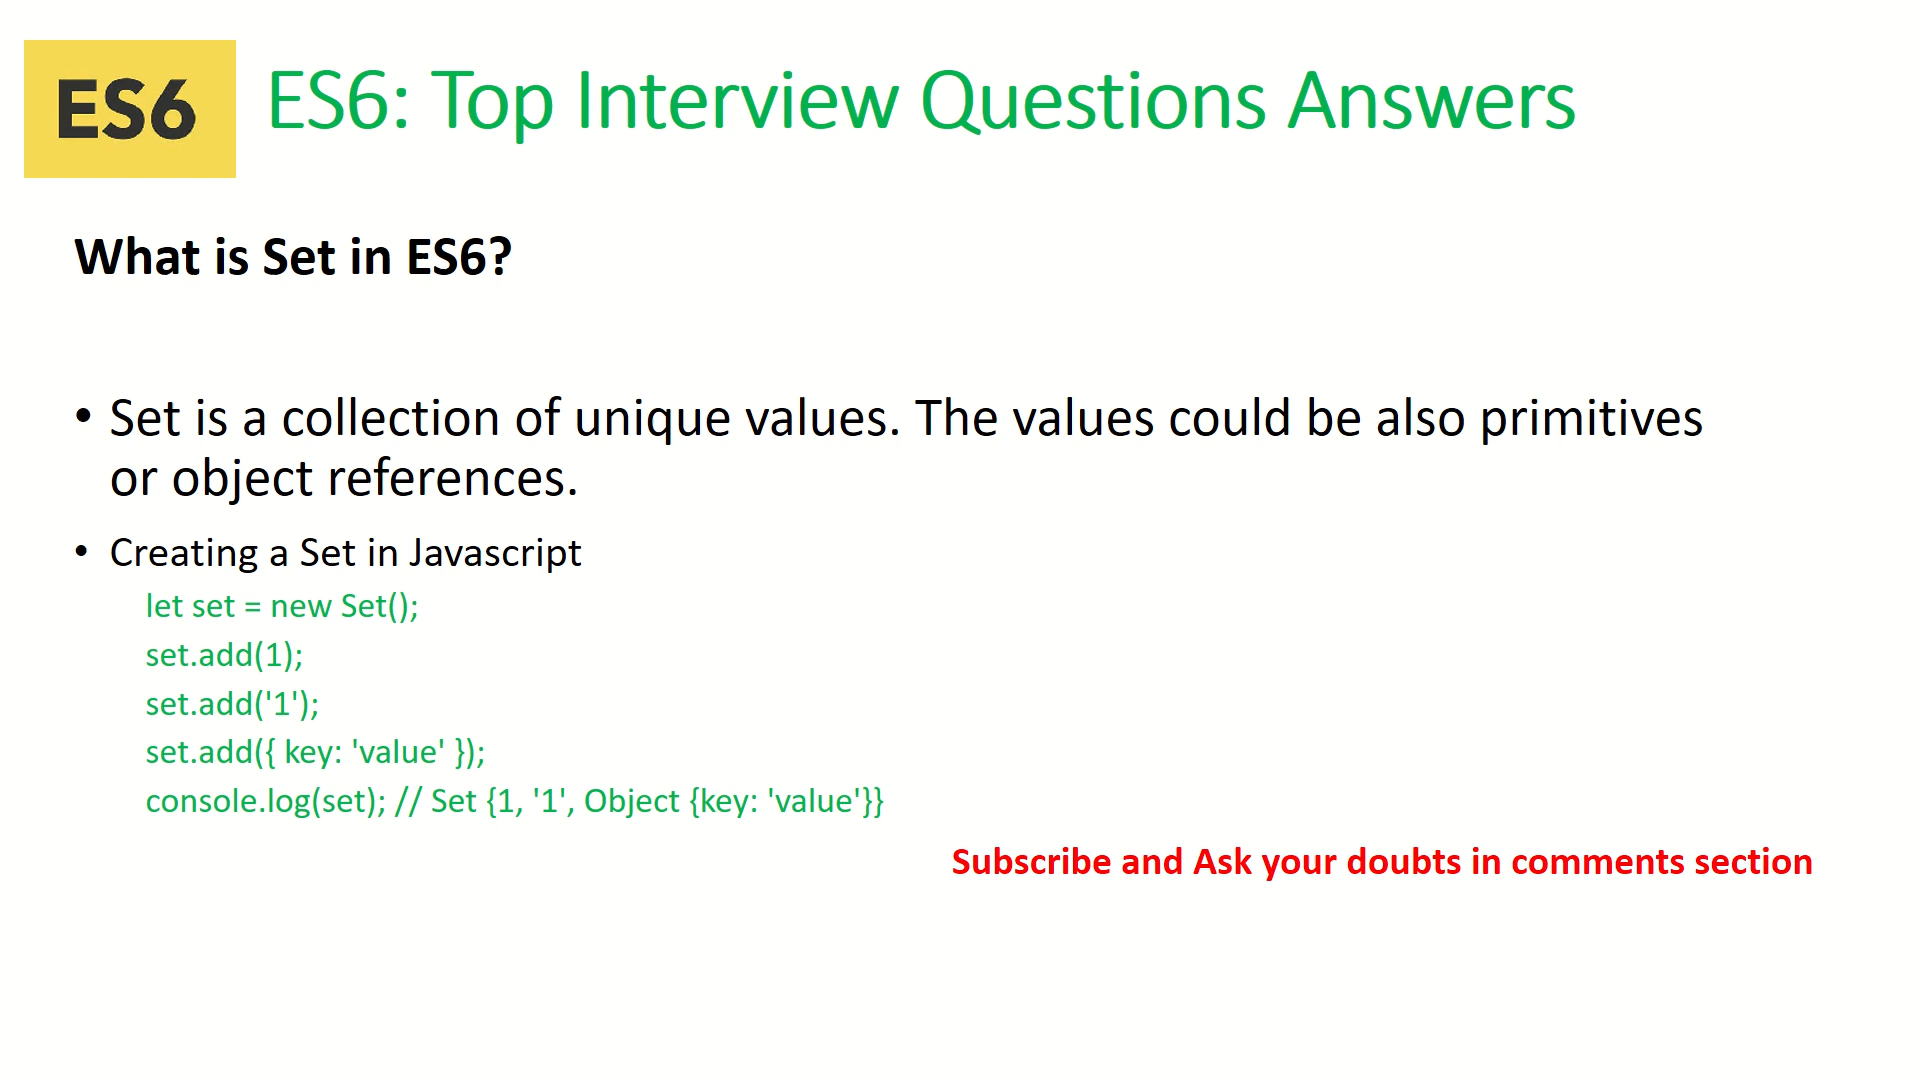 ES6
ES6: Top Interview Questions Answers
What is Set in ES6?
• Set is a collection of unique values. The values could be also primitives
or object references.
• Creating a Set in Javascript
let set = new Set();
set.add(1);
set.add('1');
set.add({ key: 'value' });
console.log(set); // Set {1, '1', Object {key: 'value'}}
Subscribe and Ask your doubts in comments section